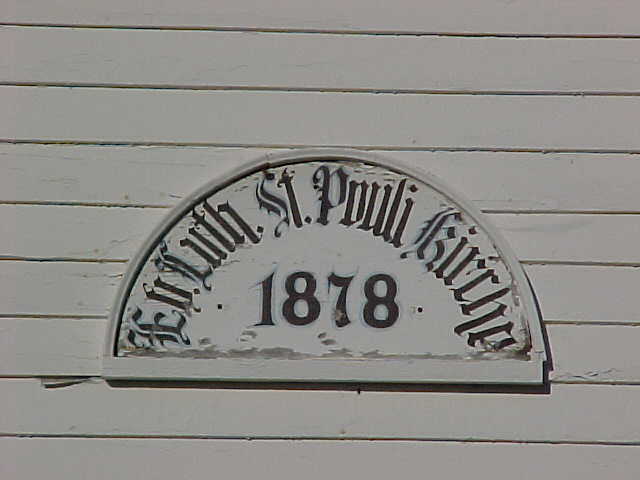 Ev. Luth. St. Pauli Kirche
· 1878 ·